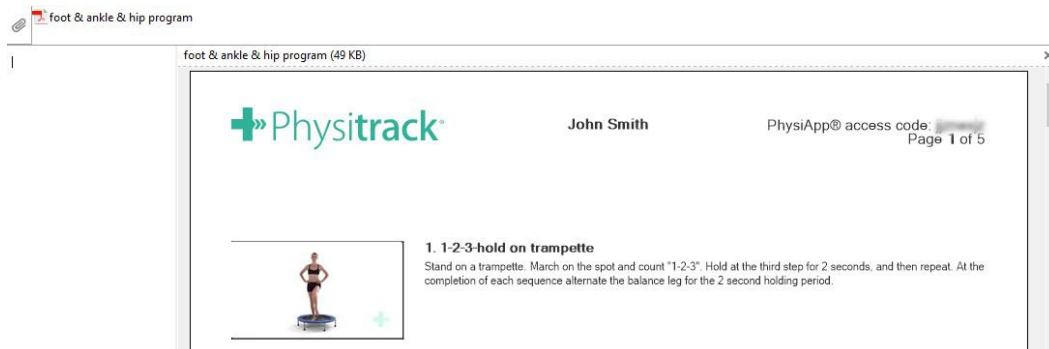 foot & ankle & hip program
foot & ankle & hip program (49 KB)
Physitrack
John Smith
PhysiApp® access code:
Page 1 of 5
1. 1-2-3-hold on trampette
Stand on a trampette. March on the spot and count "1-2-3". Hold at the third step for 2 seconds, and then repeat. At the
completion of each sequence alternate the balance leg for the 2 second holding period.